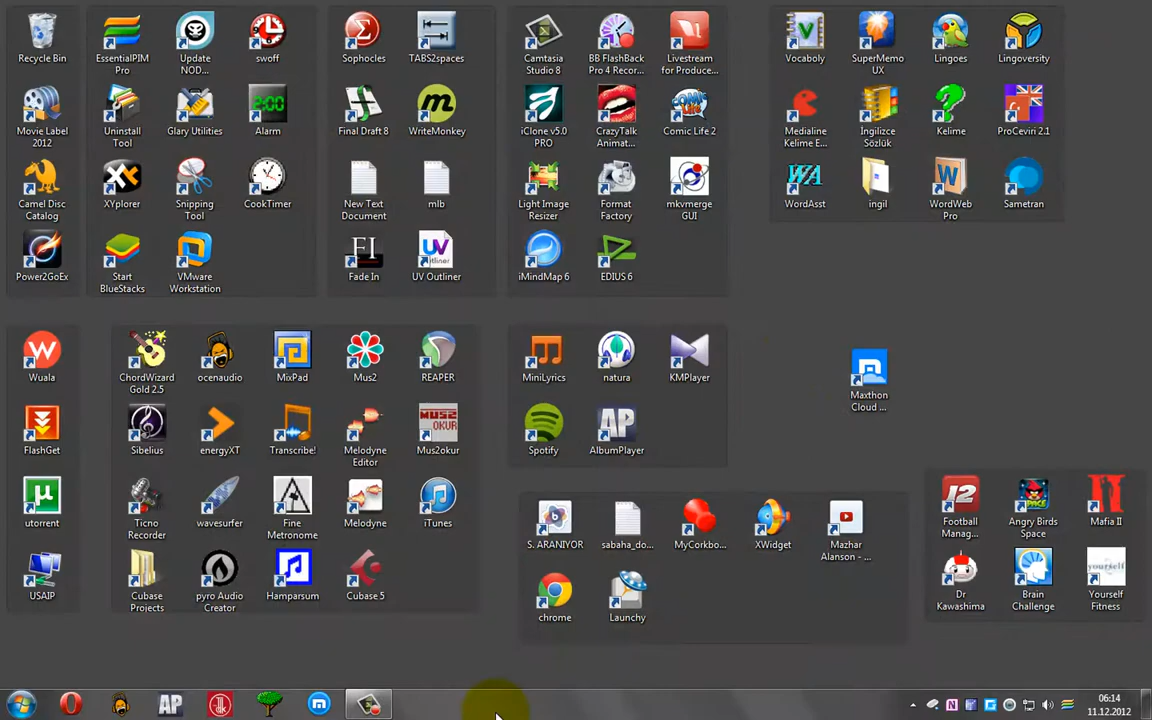 Recycle Bin
EssentialPIM
Pro
Update
NOD...
swoff
Sophocles
TABS2spaces
Camtasia
Studio 8
BB FlashBack
Pro 4 Recor...
Livestream
for Produce...
Vocaboly
SuperMemo
UX
Lingoes
Lingoversity
Movie Label
2012
Uninstall
Tool
Glary Utilities
2:00
Alarm
Final Draft 8
WriteMonkey
iClone v5.0
PRO
CrazyTalk
Animat...
Comic Life 2
Medialine
Kelime E...
İngilizce
Sözlük
Kelime
ProCeviri 2.1
Camel Disc
Catalog
XYplorer
Snipping
Tool
CookTimer
New Text
Document
mlb
Light Image
Resizer
Format
Factory
mkvmerge
GUI
WordAsst
ingil
WordWeb
Pro
Sametran
Power2GoEx
Start
BlueStacks
VMware
Workstation
Fade In
UV Outliner
iMindMap 6
EDIUS 6
Wuala
ChordWizard
Gold 2.5
ocenaudio
MixPad
Mus2
REAPER
MiniLyrics
natura
KMPlayer
Maxthon
Cloud ...
FlashGet
Sibelius
energyXT
Transcribe!
Melodyne
Editor
MUS2
OKUR
Mus2okur
Spotify
AP
AlbumPlayer
utorrent
Ticno
Recorder
wavesurfer
Fine
Metronome
Melodyne
iTunes
S. ARANIYOR
sabaha_do...
MyCorkbo...
XWidget
Mazhar
Alanson - ...
Football
Manag...
Angry Birds
Space
Mafia II
USAIP
Cubase
Projects
pyro Audio
Creator
Hamparsum
Cubase 5
chrome
Launchy
Dr
Kawashima
Brain
Challenge
Yourself
Fitness
AP
06:14
11.12.2012